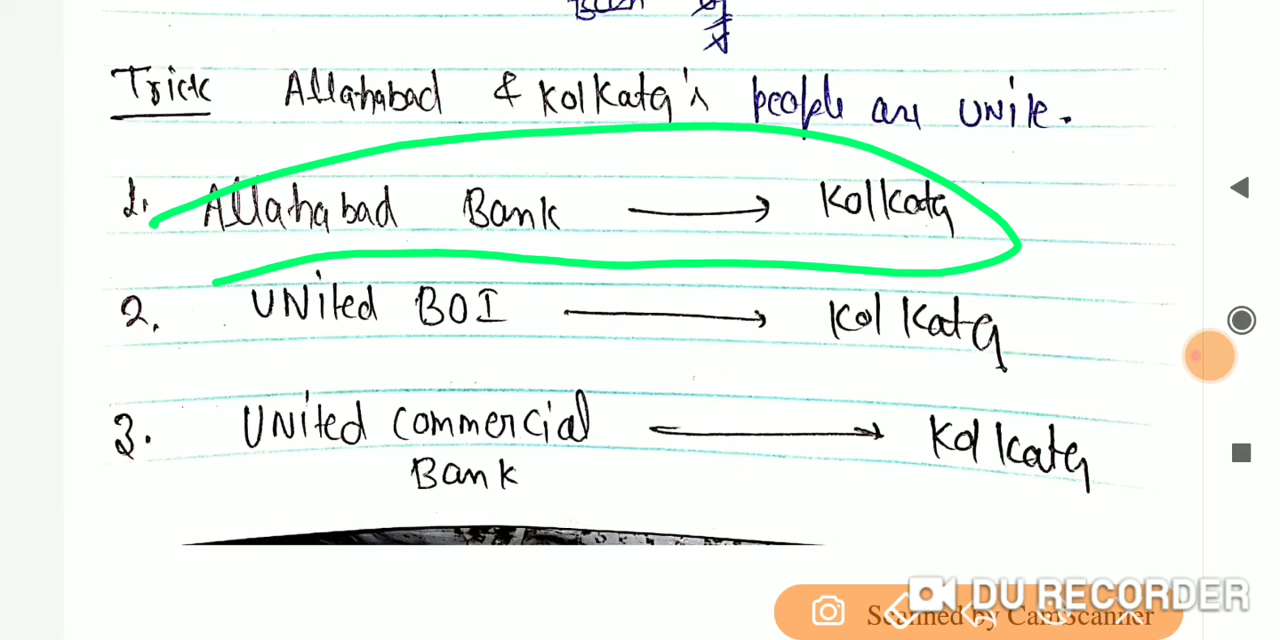 Trick Allahabad & Kolkata's people are UNITE.
1. Allahabad Bank → Kolkata
2. UNited BOI → Kolkata
3. UNited commercial → Kolkata
Bank
DU RECORDER
Scanned by CamScanner